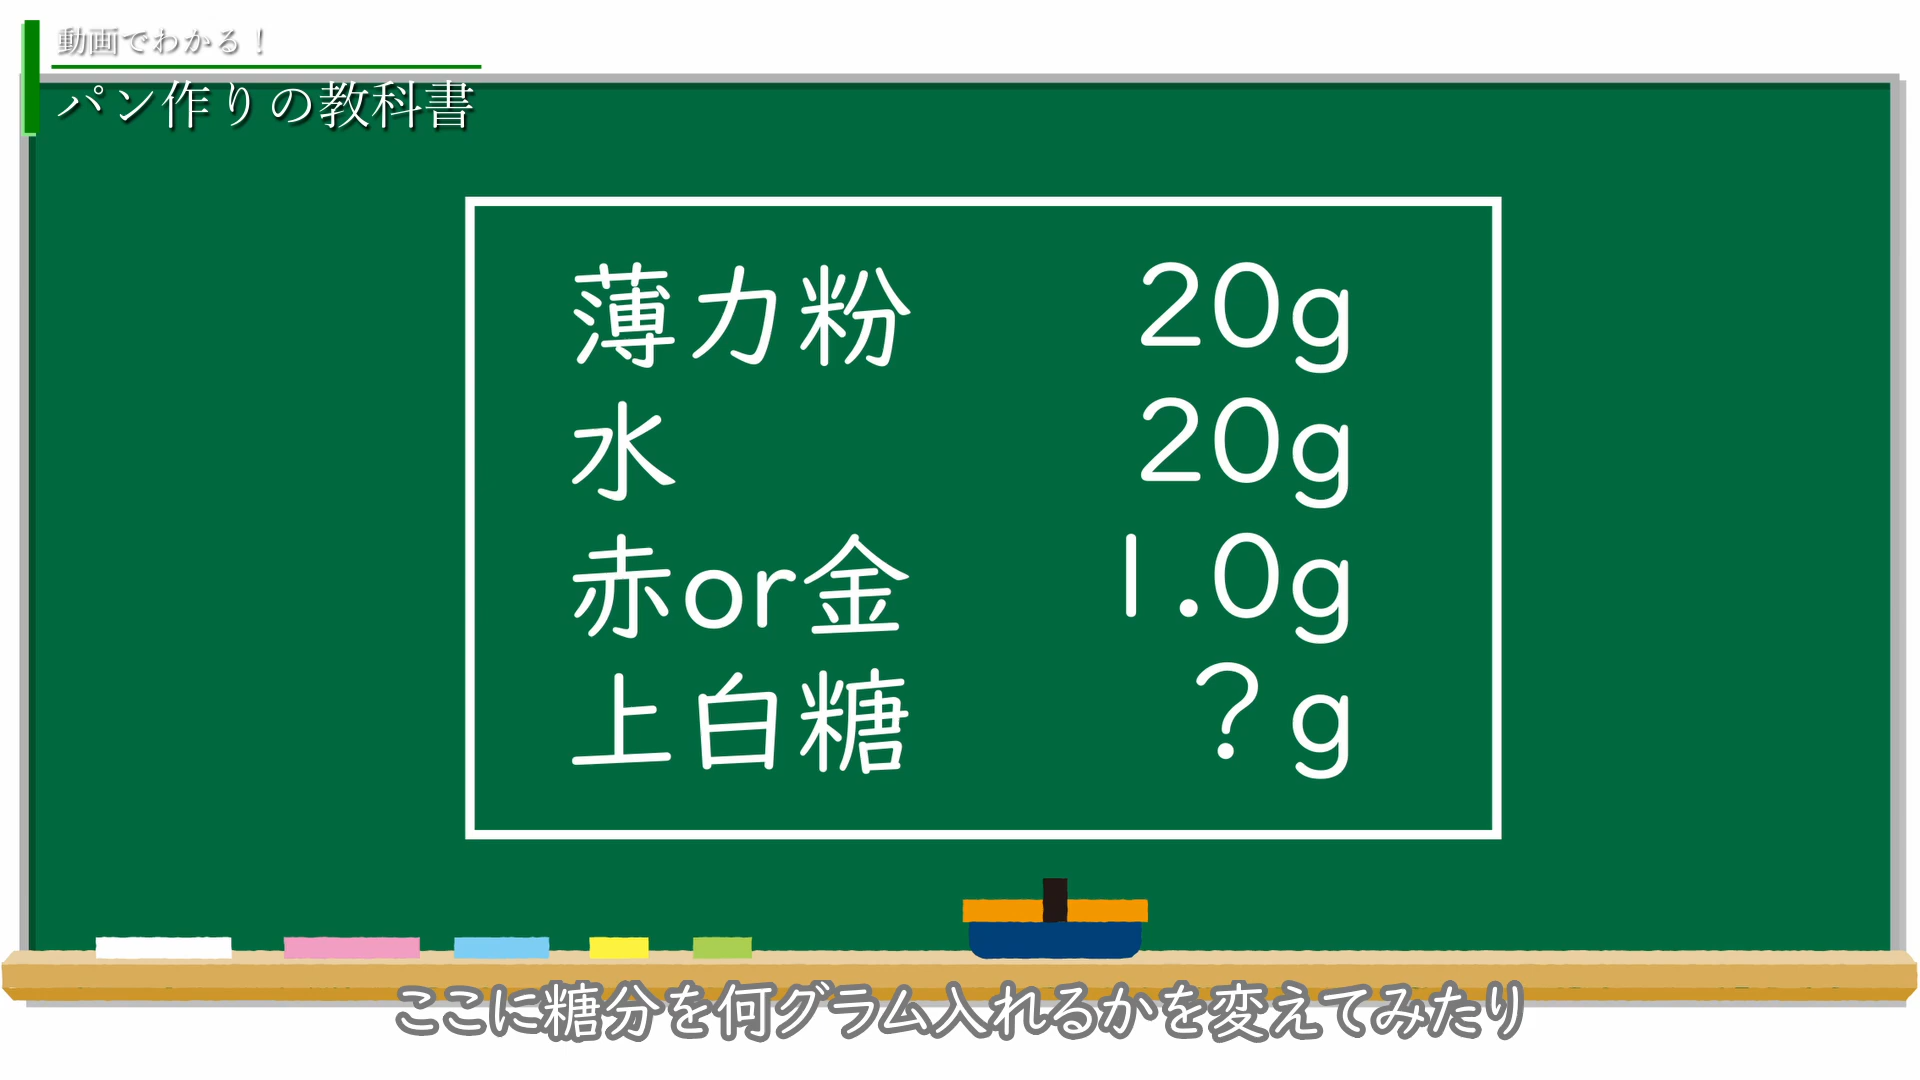 動画でわかる！
パン作りの教科書
薄力粉 20g
水 20g
赤or金 1.0g
上白糖 ？g
ここに糖分を何グラム入れるかを変えてみたり